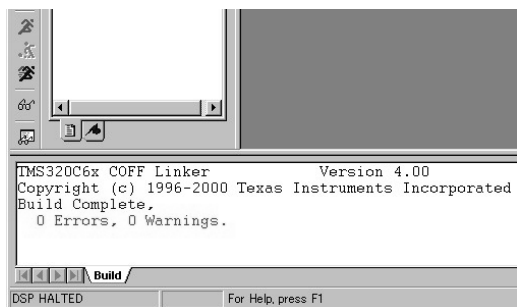 TMS320C6x COFF Linker Version 4.00
Copyright (c) 1996-2000 Texas Instruments Incorporated
Build Complete,
0 Errors, 0 Warnings.
Build
DSP HALTED For Help, press F1